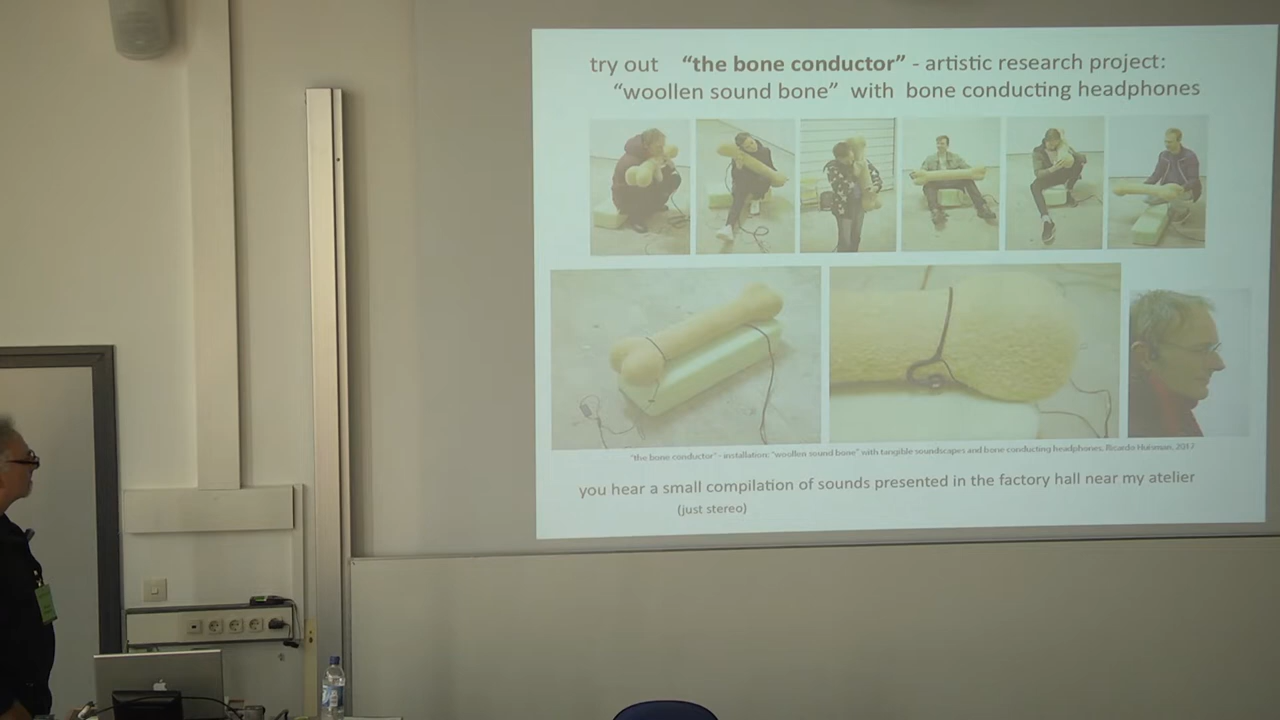 try out “the bone conductor” - artistic research project:
“woollen sound bone” with bone conducting headphones
"the bone conductor" - installation: "woollen sound bone" with tangible soundscapes and bone conducting headphones. Ricardo Huisman, 2017
you hear a small compilation of sounds presented in the factory hall near my atelier
(just stereo)